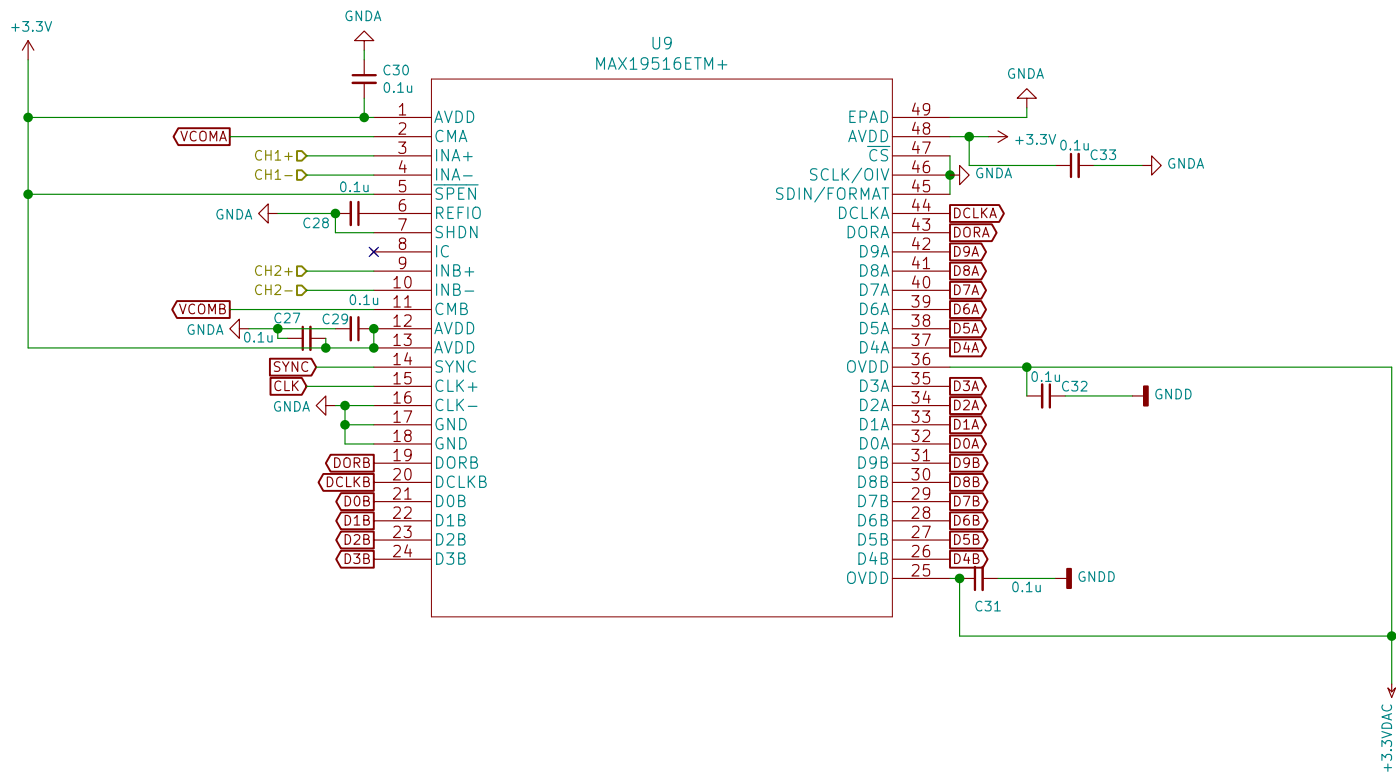 +3.3V
GNDA
C30
0.1u
U9
MAX19516ETM+
1 AVDD
VCOMA 2 CMA
CH1+ 3 INA+
CH1- 4 INA-
0.1u
5 SPEN
GNDA C28 6 REFIO
7 SHDN
8 IC
CH2+ 9 INB+
CH2- 10 INB-
0.1u
VCOMB 11 CMB
GNDA C27 C29 12 AVDD
0.1u 13 AVDD
SYNC 14 SYNC
CLK 15 CLK+
GNDA 16 CLK-
17 GND
18 GND
DORB 19 DORB
DCLKB 20 DCLKB
D0B 21 D0B
D1B 22 D1B
D2B 23 D2B
D3B 24 D3B
GNDA
EPAD 49
AVDD 48 +3.3V
0.1u C33 GNDA
CS 47
SCLK/OIV 46 GNDA
SDIN/FORMAT 45
DCLKA 44 DCLKA
DORA 43 DORA
D9A 42 D9A
D8A 41 D8A
D7A 40 D7A
D6A 39 D6A
D5A 38 D5A
D4A 37 D4A
OVDD 36
0.1u C32 GNDD
D3A 35 D3A
D2A 34 D2A
D1A 33 D1A
D0A 32 D0A
D9B 31 D9B
D8B 30 D8B
D7B 29 D7B
D6B 28 D6B
D5B 27 D5B
D4B 26 D4B
OVDD 25 GNDD
0.1u
C31
+3.3VDAC